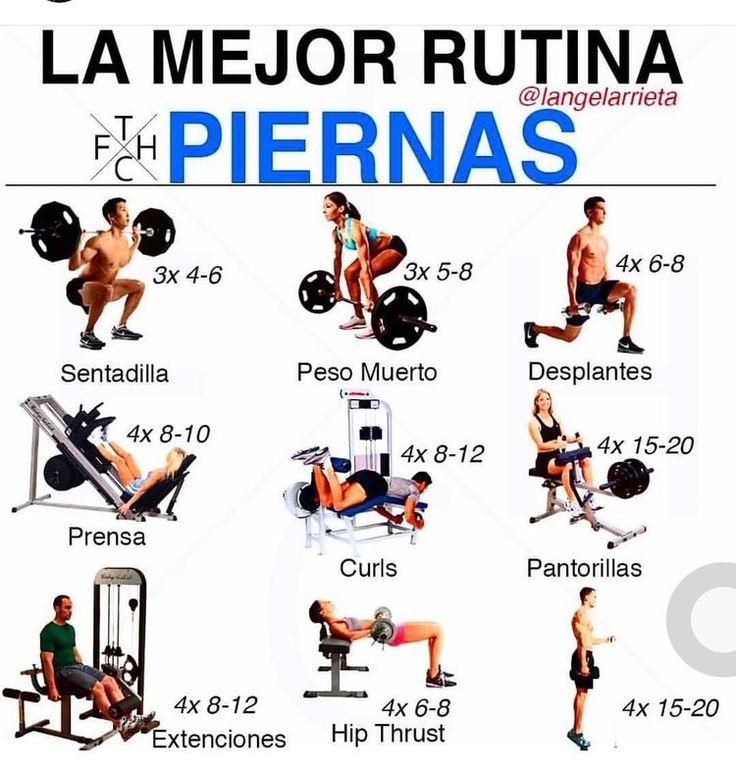 LA MEJOR RUTINA
@langelarrieta
T
F H
C
PIERNAS
3x 4-6
3x 5-8
4x 6-8
Sentadilla
Peso Muerto
Desplantes
4x 8-10
4x 8-12
4x 15-20
Prensa
Curls
Pantorillas
4x 8-12
4x 6-8
4x 15-20
Extenciones
Hip Thrust